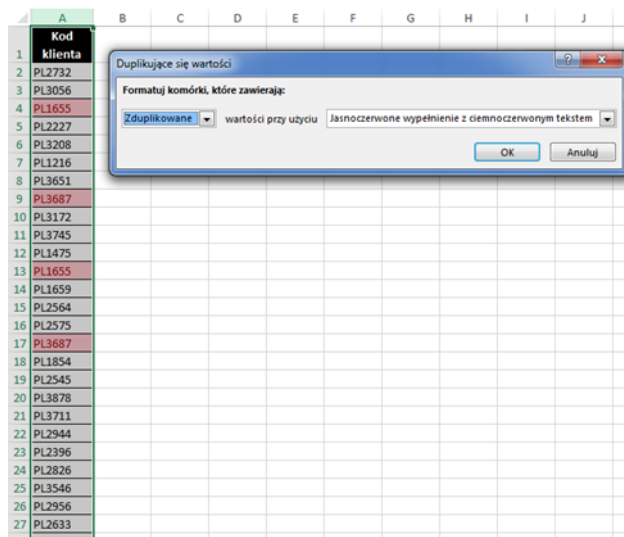 A B C D E F G H I J
1 Kod klienta
Duplikujące się wartości
Formatuj komórki, które zawierają:
Zduplikowane wartości przy użyciu Jasnoczerwone wypełnienie z ciemnoczerwonym tekstem
OK Anuluj
2 PL2732
3 PL3056
4 PL1655
5 PL2227
6 PL3208
7 PL1216
8 PL3651
9 PL3687
10 PL3172
11 PL3745
12 PL1475
13 PL1655
14 PL1659
15 PL2564
16 PL2575
17 PL3687
18 PL1854
19 PL2545
20 PL3878
21 PL3711
22 PL2944
23 PL2396
24 PL2826
25 PL3546
26 PL2956
27 PL2633